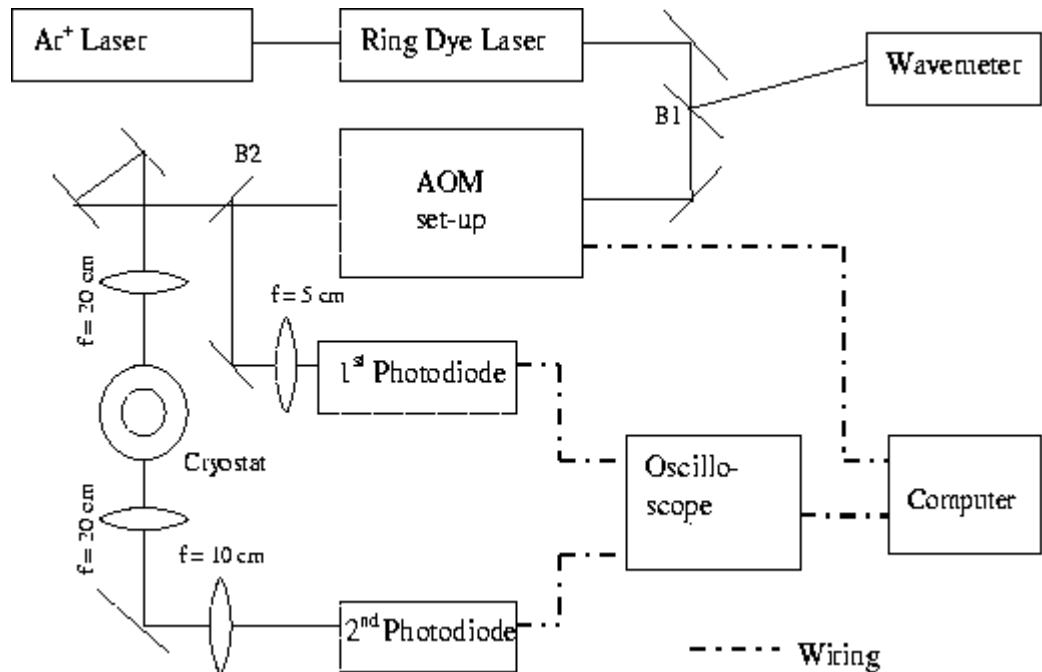 Ar+ Laser
Ring Dye Laser
Wavemeter
B1
B2
AOM
set-up
f = 20 cm
f = 5 cm
1st Photodiode
Cryostat
Oscillo-
scope
Computer
f = 20 cm
f = 10 cm
2nd Photodiode
Wiring